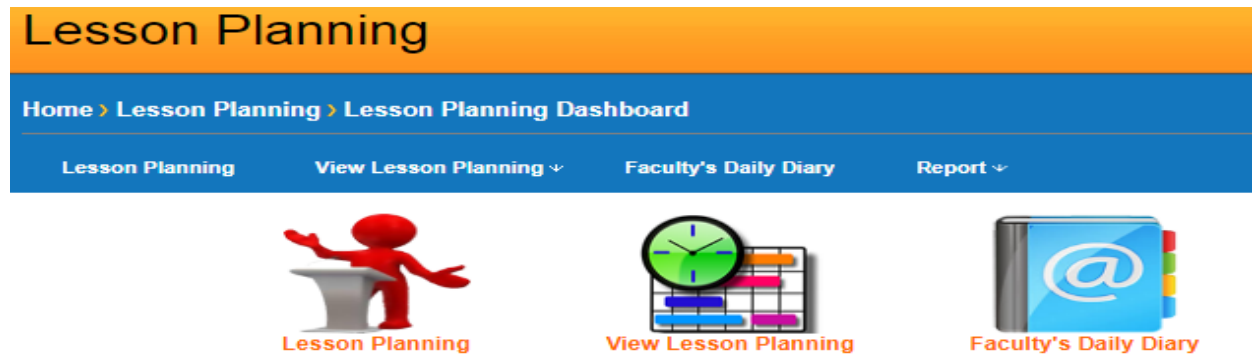 Lesson Planning
Home › Lesson Planning › Lesson Planning Dashboard
Lesson Planning View Lesson Planning Faculty's Daily Diary Report
@
Lesson Planning View Lesson Planning Faculty's Daily Diary